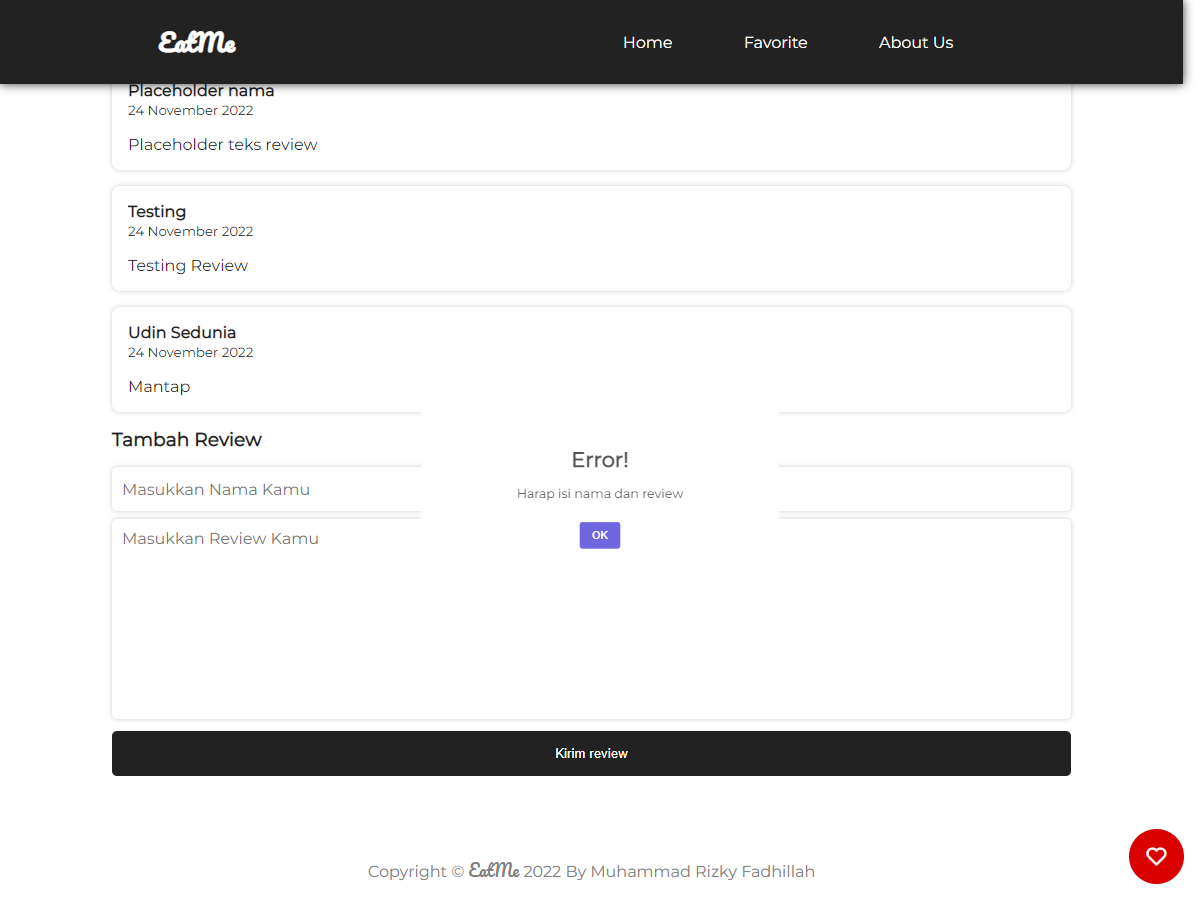 EatMe Home Favorite About Us
Placeholder nama
24 November 2022
Placeholder teks review
Testing
24 November 2022
Testing Review
Udin Sedunia
24 November 2022
Mantap
Tambah Review
Error!
Harap isi nama dan review
OK
Masukkan Nama Kamu
Masukkan Review Kamu
Kirim review
Copyright © EatMe 2022 By Muhammad Rizky Fadhillah